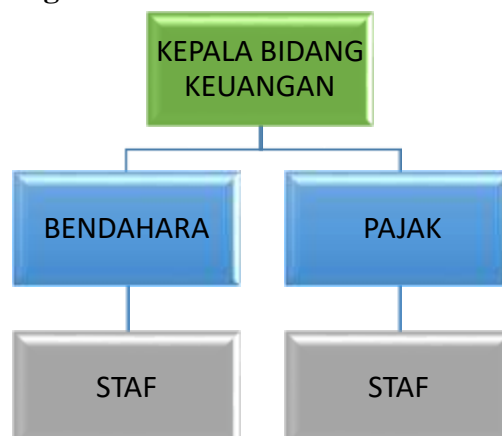 KEPALA BIDANG
KEUANGAN
BENDAHARA
PAJAK
STAF
STAF